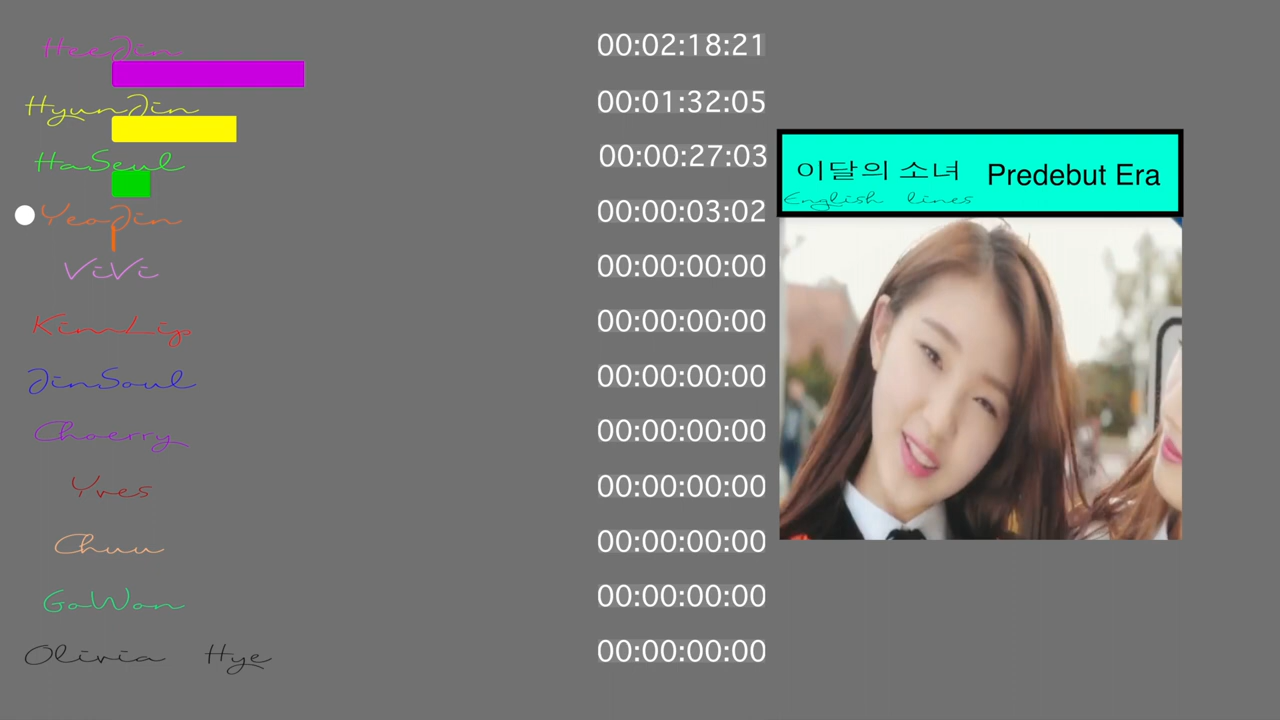 HeeJin 00:02:18:21
HyunJin 00:01:32:05
HaSeul 00:00:27:03
YeoJin 00:00:03:02
ViVi 00:00:00:00
KimLip 00:00:00:00
JinSoul 00:00:00:00
Choerry 00:00:00:00
Yves 00:00:00:00
Chuu 00:00:00:00
GoWon 00:00:00:00
Olivia Hye 00:00:00:00
이달의 소녀 Predebut Era
English lines